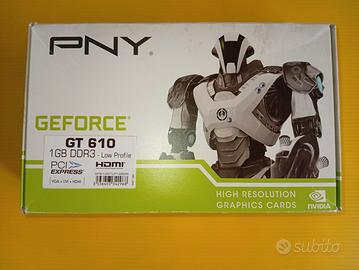 PNY
GEFORCE®
GT 610
1GB DDR3 - Low Profile
PCI EXPRESS®
HDMI
VGA + DVI + HDMI
HIGH RESOLUTION
GRAPHICS CARDS
NVIDIA
subito